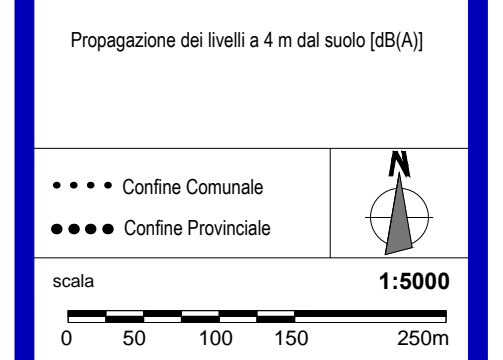 Propagazione dei livelli a 4 m dal suolo [dB(A)]
Confine Comunale
Confine Provinciale
N
scala 1:5000
0 50 100 150 250m